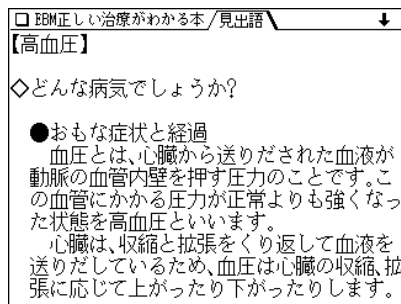 EBM正しい治療がわかる本/見出語
【高血圧】
◇どんな病気でしょうか?
●おもな症状と経過
血圧とは、心臓から送りだされた血液が
動脈の血管内壁を押す圧力のことです。こ
の血管にかかる圧力が正常よりも強くなっ
た状態を高血圧といいます。
心臓は、収縮と拡張をくり返して血液を
送りだしているため、血圧は心臓の収縮、拡
張に応じて上がったり下がったりします。